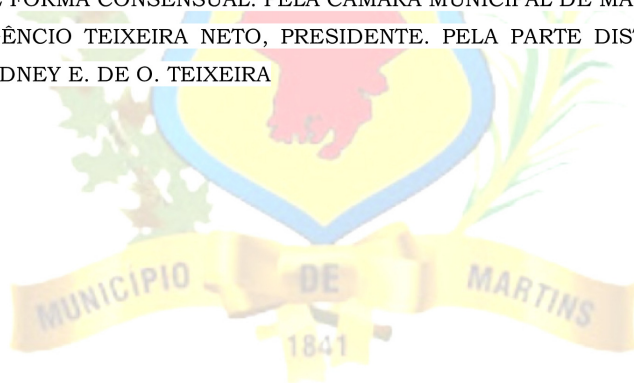 FORMA CONSENSUAL. PELA CÂMARA MUNICIPAL DE MA
DÊNCIO TEIXEIRA NETO, PRESIDENTE. PELA PARTE DIS
DNEY E. DE O. TEIXEIRA
MUNICÍPIO DE MARTINS
1841